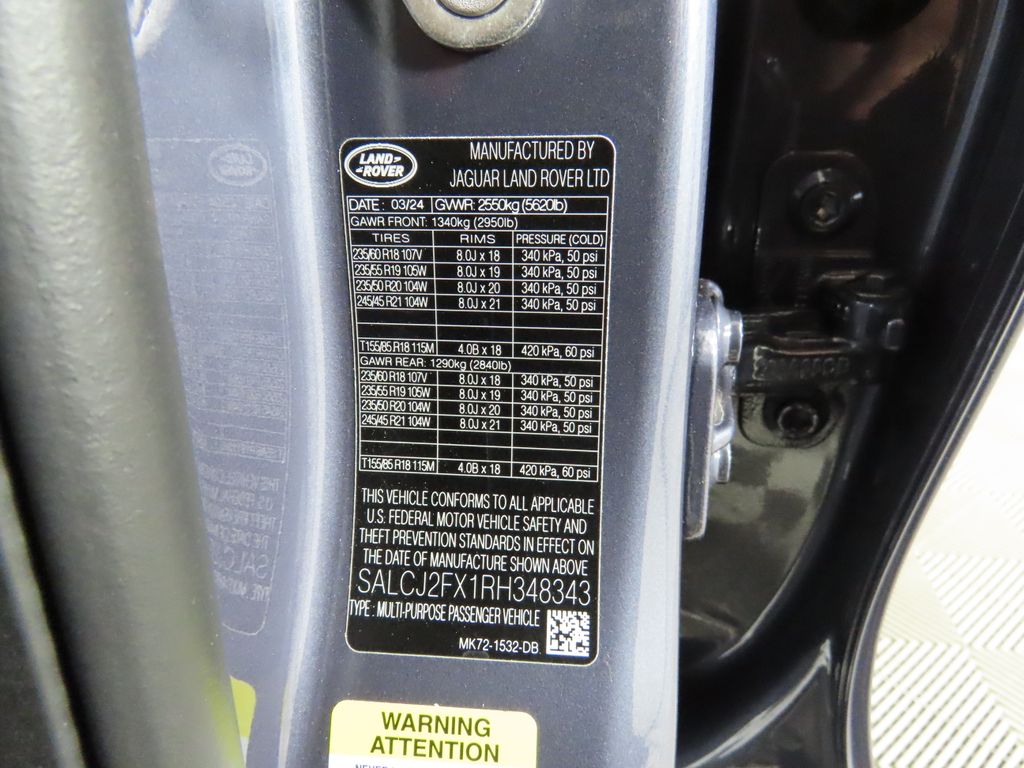 LAND-
-ROVER
MANUFACTURED BY
JAGUAR LAND ROVER LTD
DATE : 03/24 GVWR: 2550kg (5620lb)
GAWR FRONT: 1340kg (2950lb)
TIRES RIMS PRESSURE (COLD)
235/60 R18 107V 8.0J x 18 340 kPa, 50 psi
235/55 R19 105W 8.0J x 19 340 kPa, 50 psi
235/50 R20 104W 8.0J x 20 340 kPa, 50 psi
245/45 R21 104W 8.0J x 21 340 kPa, 50 psi
T155/85 R18 115M 4.0B x 18 420 kPa, 60 psi
GAWR REAR: 1290kg (2840lb)
235/60 R18 107V 8.0J x 18 340 kPa, 50 psi
235/55 R19 105W 8.0J x 19 340 kPa, 50 psi
235/50 R20 104W 8.0J x 20 340 kPa, 50 psi
245/45 R21 104W 8.0J x 21 340 kPa, 50 psi
T155/85 R18 115M 4.0B x 18 420 kPa, 60 psi
THIS VEHICLE CONFORMS TO ALL APPLICABLE
U.S. FEDERAL MOTOR VEHICLE SAFETY AND
THEFT PREVENTION STANDARDS IN EFFECT ON
THE DATE OF MANUFACTURE SHOWN ABOVE
SALCJ2FX1RH348343
TYPE : MULTI-PURPOSE PASSENGER VEHICLE
MK72-1532-DB
WARNING
ATTENTION